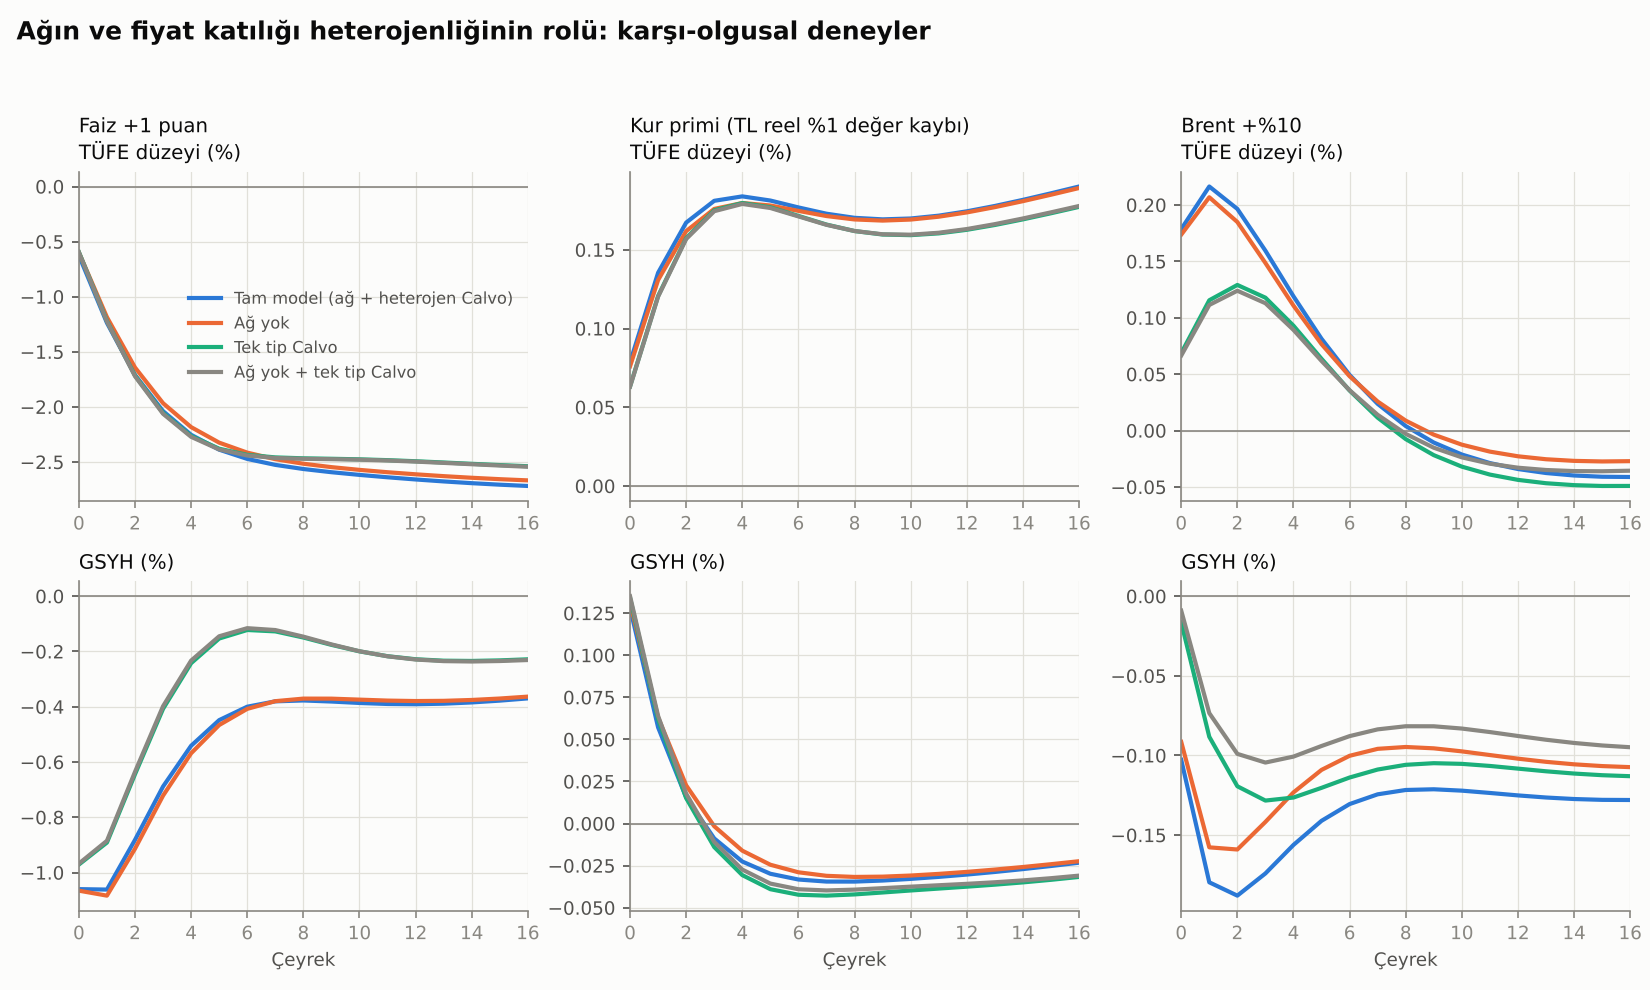 Ağın ve fiyat katılığı heterojenliğinin rolü: karşı-olgusal deneyler
Faiz +1 puan
TÜFE düzeyi (%)
0.0
−0.5
−1.0
−1.5
−2.0
−2.5
Tam model (ağ + heterojen Calvo)
Ağ yok
Tek tip Calvo
Ağ yok + tek tip Calvo
0 2 4 6 8 10 12 14 16
Kur primi (TL reel %1 değer kaybı)
TÜFE düzeyi (%)
0.15
0.10
0.05
0.00
0 2 4 6 8 10 12 14 16
Brent +%10
TÜFE düzeyi (%)
0.20
0.15
0.10
0.05
0.00
−0.05
0 2 4 6 8 10 12 14 16
GSYH (%)
0.0
−0.2
−0.4
−0.6
−0.8
−1.0
0 2 4 6 8 10 12 14 16
Çeyrek
GSYH (%)
0.125
0.100
0.075
0.050
0.025
0.000
−0.025
−0.050
0 2 4 6 8 10 12 14 16
Çeyrek
GSYH (%)
0.00
−0.05
−0.10
−0.15
0 2 4 6 8 10 12 14 16
Çeyrek